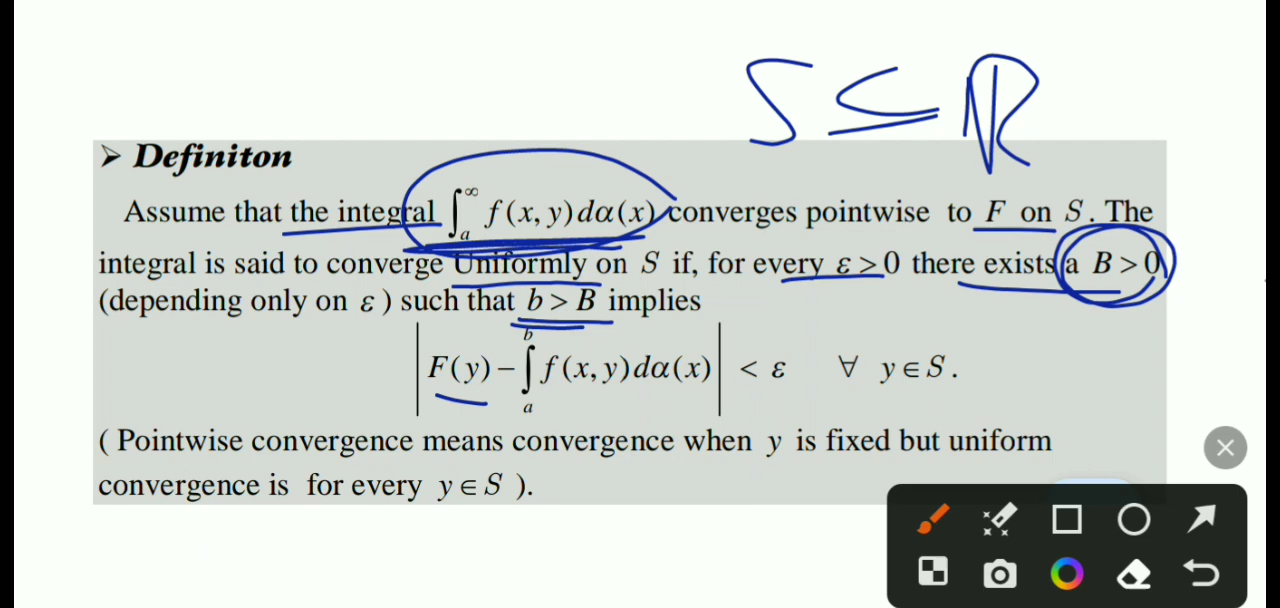 S ⊆ ℝ
➢ Definiton
Assume that the integral ∫_a^∞ f(x, y)dα(x) converges pointwise to F on S. The
integral is said to converge Uniformly on S if, for every ε > 0 there exists a B > 0
(depending only on ε) such that b > B implies
|F(y) − ∫_a^b f(x, y)dα(x)| < ε ∀ y ∈ S.
( Pointwise convergence means convergence when y is fixed but uniform
convergence is for every y ∈ S ).